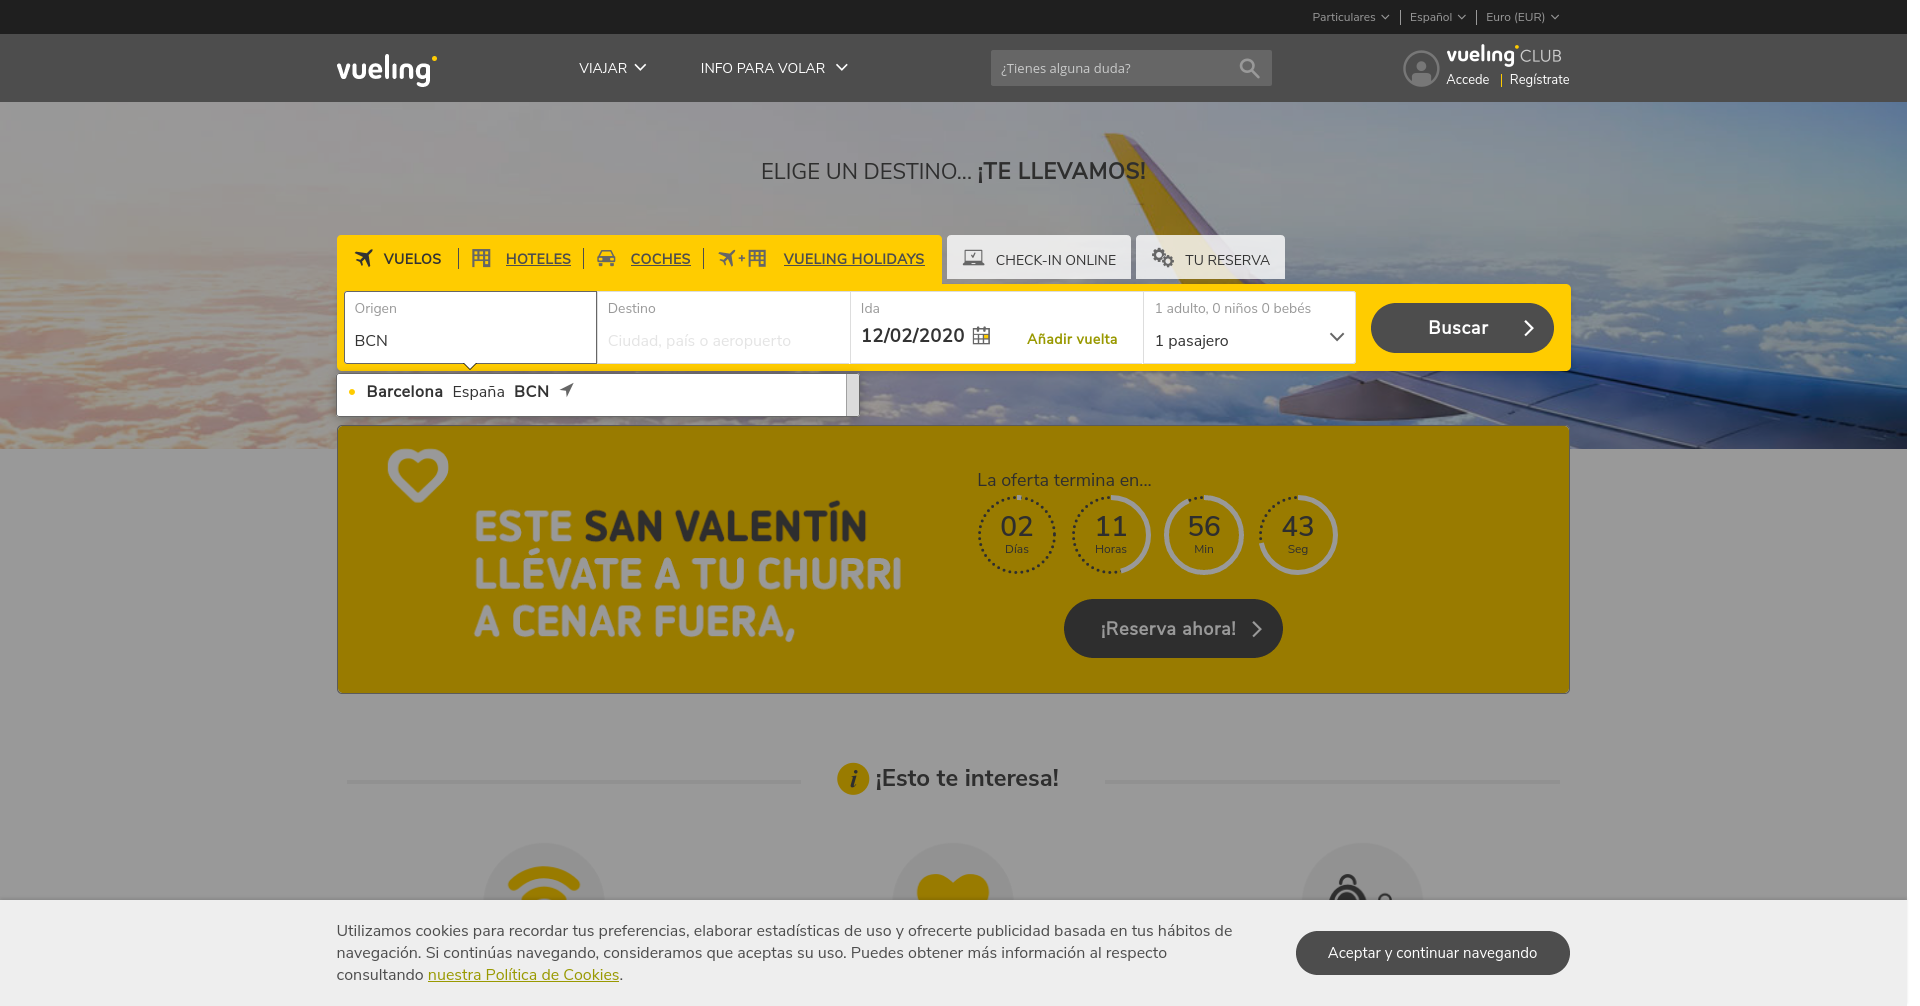 Particulares
Español
Euro (EUR)
vueling
VIAJAR
INFO PARA VOLAR
¿Tienes alguna duda?
vueling CLUB
Accede | Regístrate
ELIGE UN DESTINO... ¡TE LLEVAMOS!
VUELOS
HOTELES
COCHES
+
VUELING HOLIDAYS
CHECK-IN ONLINE
TU RESERVA
Origen
BCN
Destino
Ciudad, país o aeropuerto
Ida
12/02/2020
Añadir vuelta
1 adulto, 0 niños 0 bebés
1 pasajero
Buscar
Barcelona España BCN
ESTE SAN VALENTÍN
LLÉVATE A TU CHURRI
A CENAR FUERA,
La oferta termina en...
02
Días
11
Horas
56
Min
43
Seg
¡Reserva ahora!
i ¡Esto te interesa!
Utilizamos cookies para recordar tus preferencias, elaborar estadísticas de uso y ofrecerte publicidad basada en tus hábitos de
navegación. Si continúas navegando, consideramos que aceptas su uso. Puedes obtener más información al respecto
consultando nuestra Política de Cookies.
Aceptar y continuar navegando